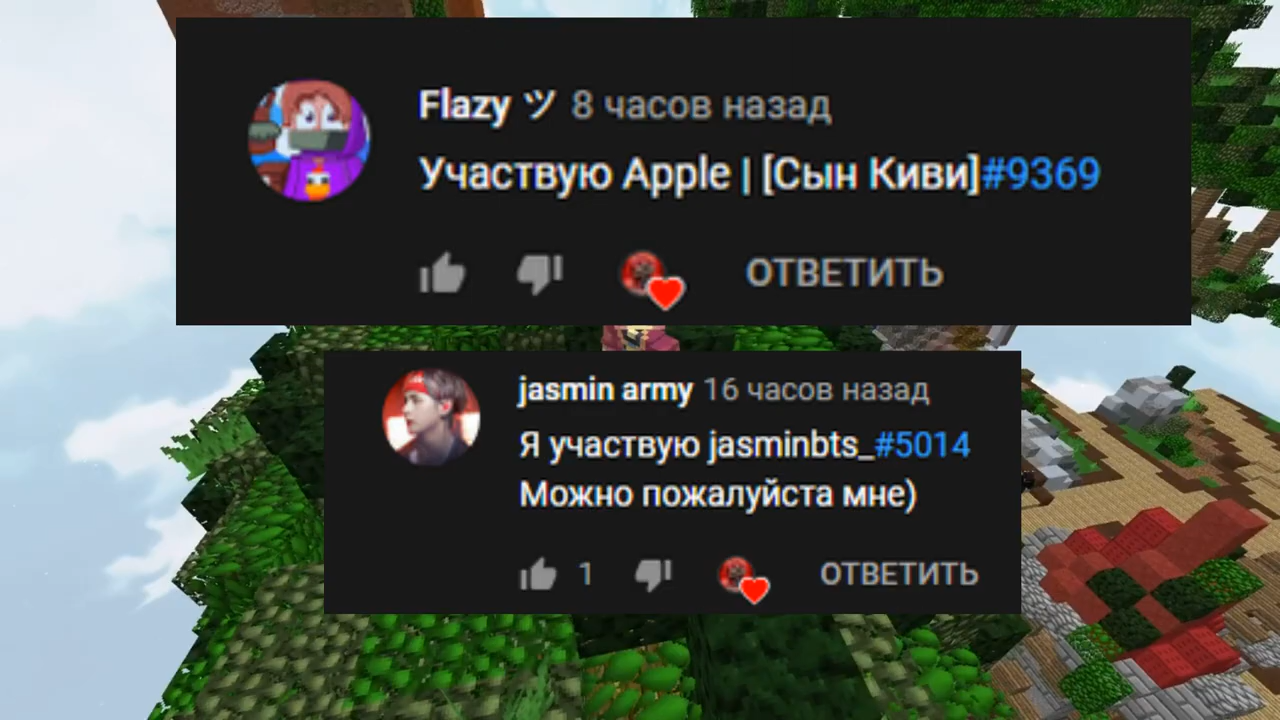 Flazy ツ 8 часов назад
Участвую Apple | [Сын Киви]#9369
ОТВЕТИТЬ
jasmin army 16 часов назад
Я участвую jasminbts_#5014
Можно пожалуйста мне)
1 ОТВЕТИТЬ